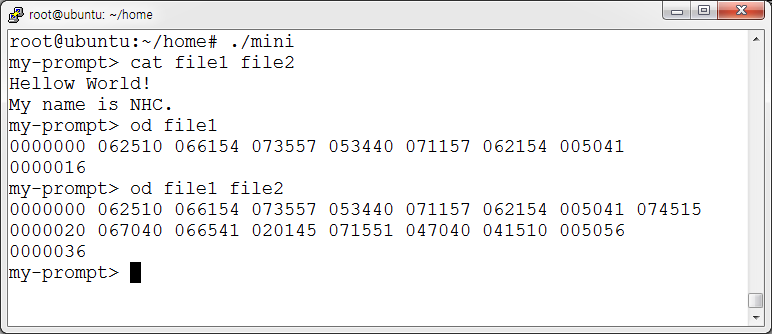 root@ubuntu: ~/home
root@ubuntu:~/home# ./mini
my-prompt> cat file1 file2
Hellow World!
My name is NHC.
my-prompt> od file1
0000000 062510 066154 073557 053440 071157 062154 005041
0000016
my-prompt> od file1 file2
0000000 062510 066154 073557 053440 071157 062154 005041 074515
0000020 067040 066541 020145 071551 047040 041510 005056
0000036
my-prompt>